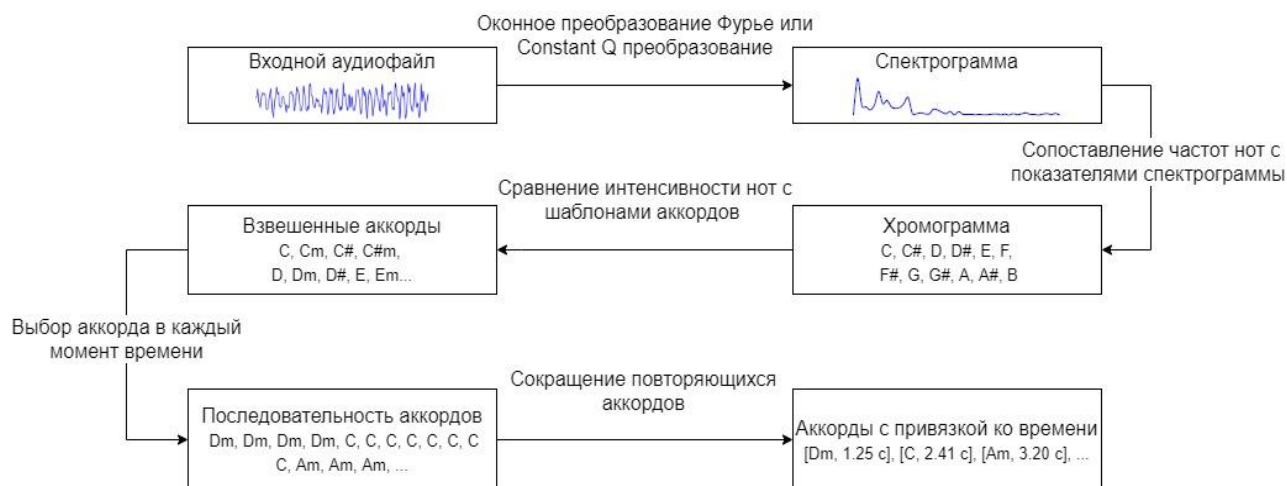 Оконное преобразование Фурье или
Constant Q преобразование
Входной аудиофайл
Спектрограмма
Сопоставление частот нот с
показателями спектрограммы
Сравнение интенсивности нот с
шаблонами аккордов
Взвешенные аккорды
C, Cm, C#, C#m,
D, Dm, D#, E, Em...
Хромограмма
C, C#, D, D#, E, F,
F#, G, G#, A, A#, B
Выбор аккорда в каждый
момент времени
Сокращение повторяющихся
аккордов
Последовательность аккордов
Dm, Dm, Dm, Dm, C, C, C, C, C, C, C
C, Am, Am, Am, ...
Аккорды с привязкой ко времени
[Dm, 1.25 с], [C, 2.41 с], [Am, 3.20 с], ...